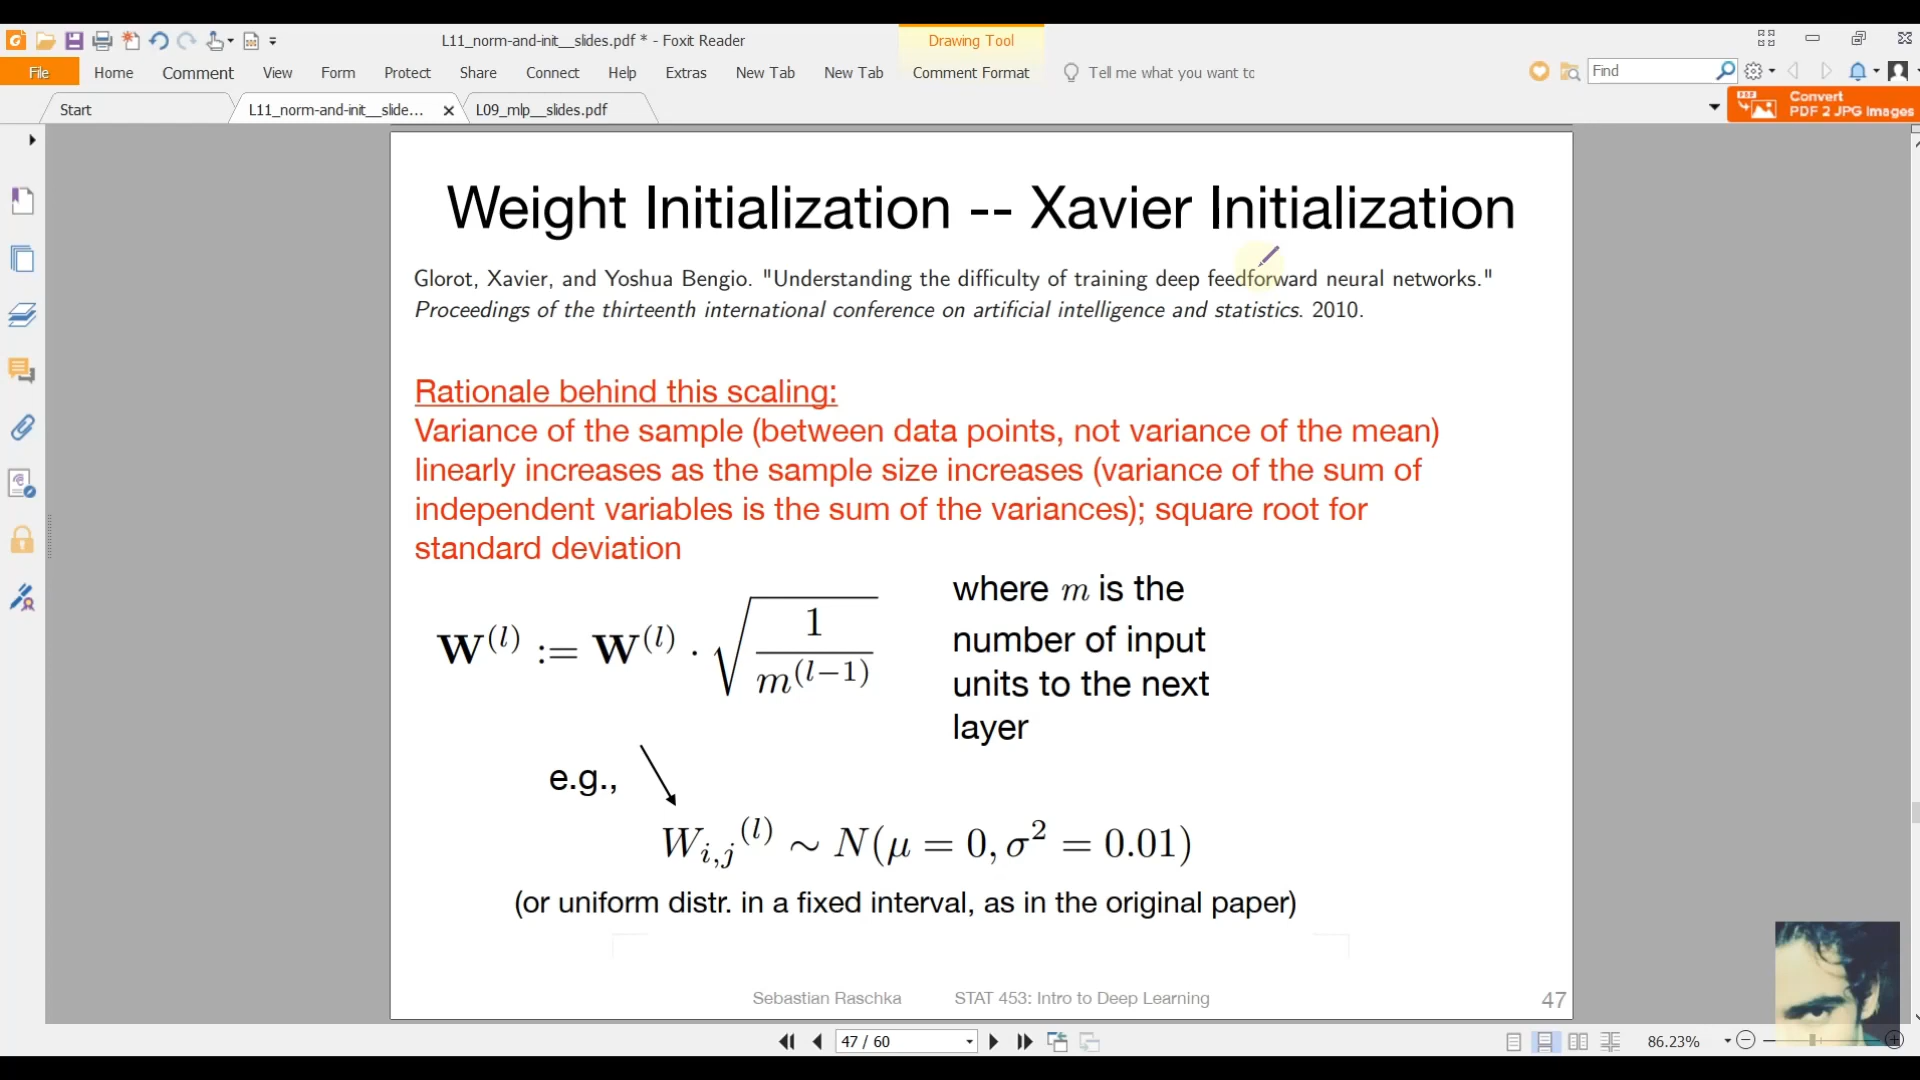 L11_norm-and-init__slides.pdf * - Foxit Reader
Drawing Tool
File Home Comment View Form Protect Share Connect Help Extras New Tab New Tab Comment Format Tell me what you want to Find
Start L11_norm-and-init__slide... L09_mlp__slides.pdf
Convert
PDF 2 JPG Images
Weight Initialization -- Xavier Initialization
Glorot, Xavier, and Yoshua Bengio. "Understanding the difficulty of training deep feedforward neural networks."
Proceedings of the thirteenth international conference on artificial intelligence and statistics. 2010.
Rationale behind this scaling:
Variance of the sample (between data points, not variance of the mean)
linearly increases as the sample size increases (variance of the sum of
independent variables is the sum of the variances); square root for
standard deviation
W^(l) := W^(l) · √(1 / m^(l−1))
where m is the
number of input
units to the next
layer
e.g.,
W_{i,j}^(l) ∼ N(μ = 0, σ² = 0.01)
(or uniform distr. in a fixed interval, as in the original paper)
Sebastian Raschka STAT 453: Intro to Deep Learning 47
47 / 60 86.23%